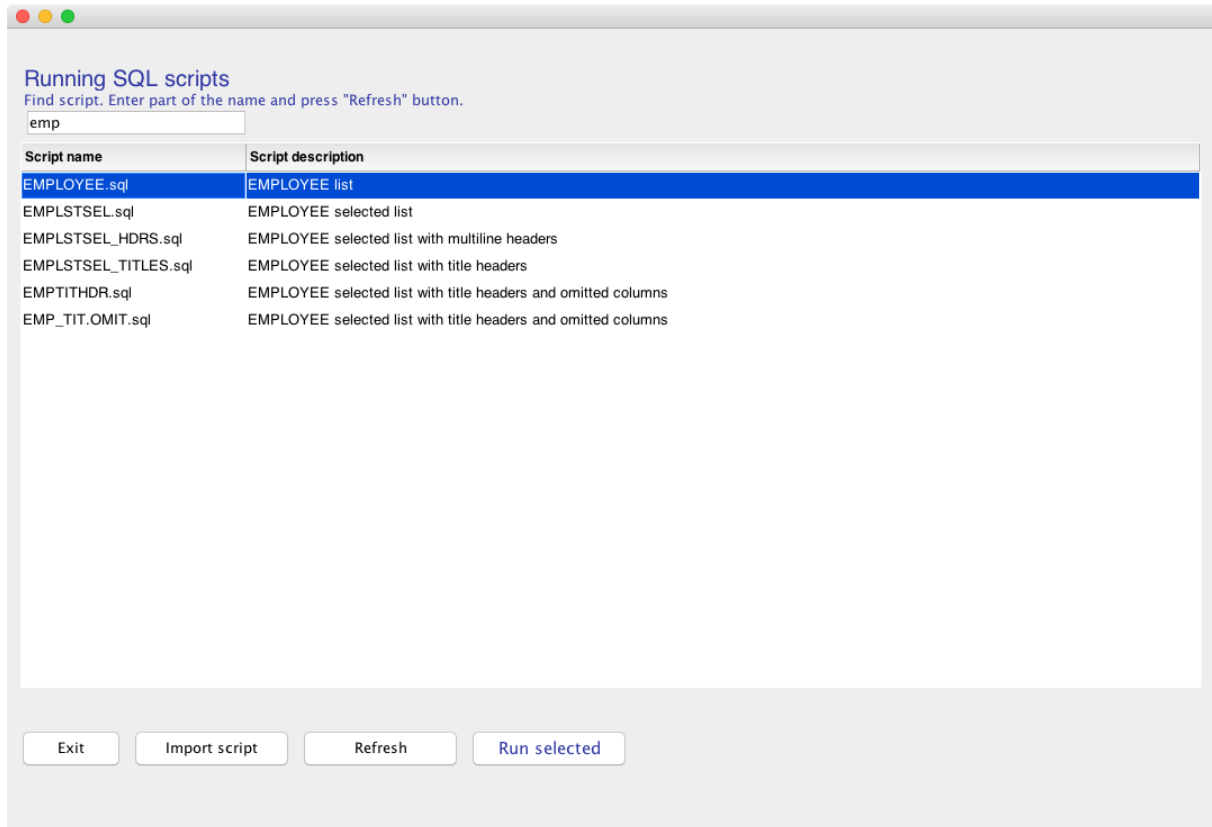 Running SQL scripts
Find script. Enter part of the name and press "Refresh" button.
emp
Script name Script description
EMPLOYEE.sql EMPLOYEE list
EMPLSTSEL.sql EMPLOYEE selected list
EMPLSTSEL_HDRS.sql EMPLOYEE selected list with multiline headers
EMPLSTSEL_TITLES.sql EMPLOYEE selected list with title headers
EMPTITHDR.sql EMPLOYEE selected list with title headers and omitted columns
EMP_TIT.OMIT.sql EMPLOYEE selected list with title headers and omitted columns
Exit Import script Refresh Run selected